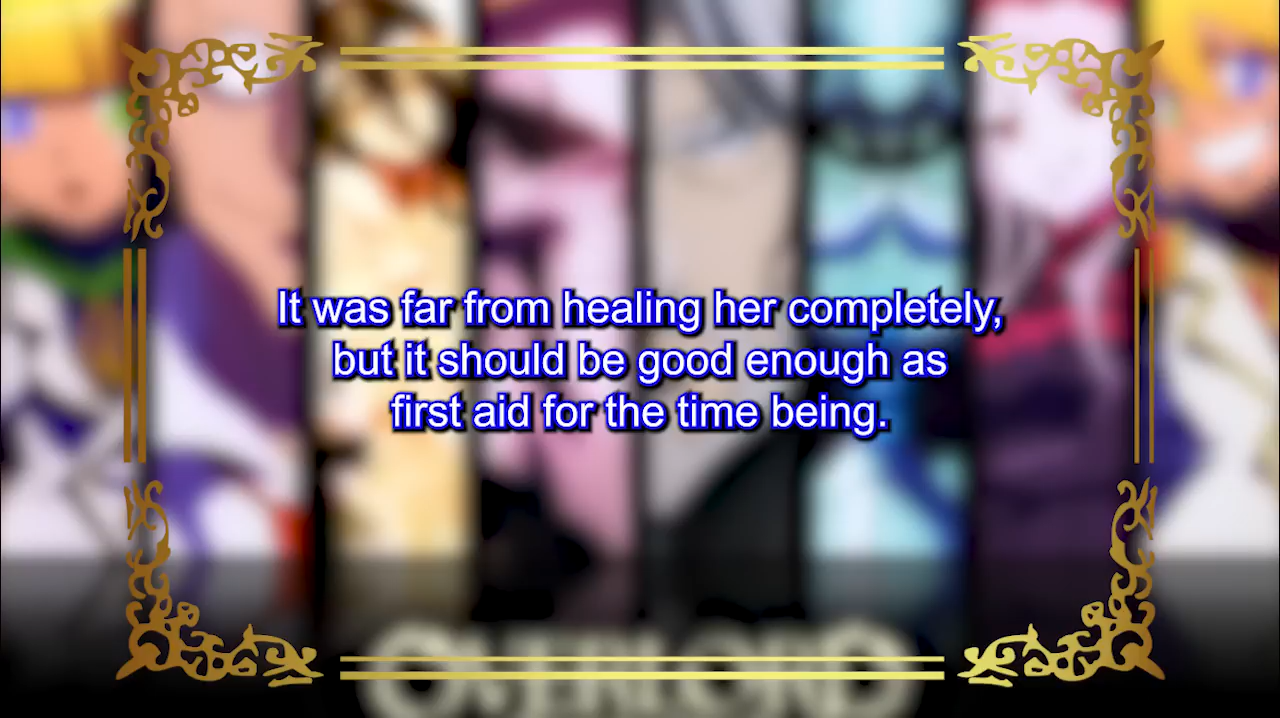 It was far from healing her completely,
but it should be good enough as
first aid for the time being.
OVERLORD